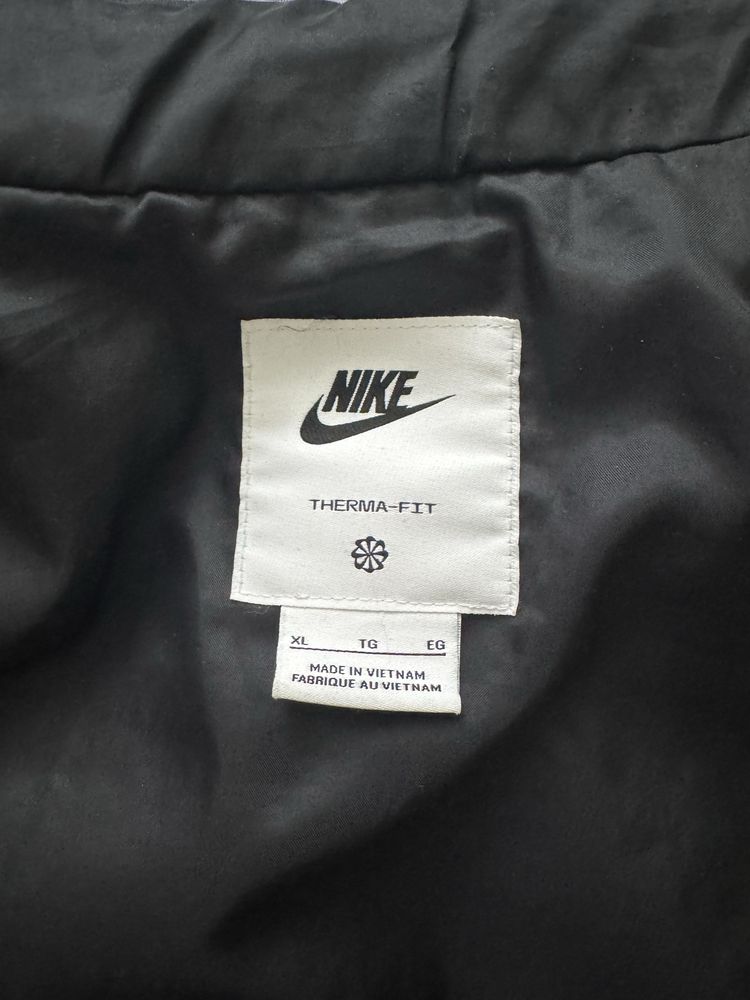 NIKE
THERMA-FIT
XL TG EG
MADE IN VIETNAM
FABRIQUE AU VIETNAM